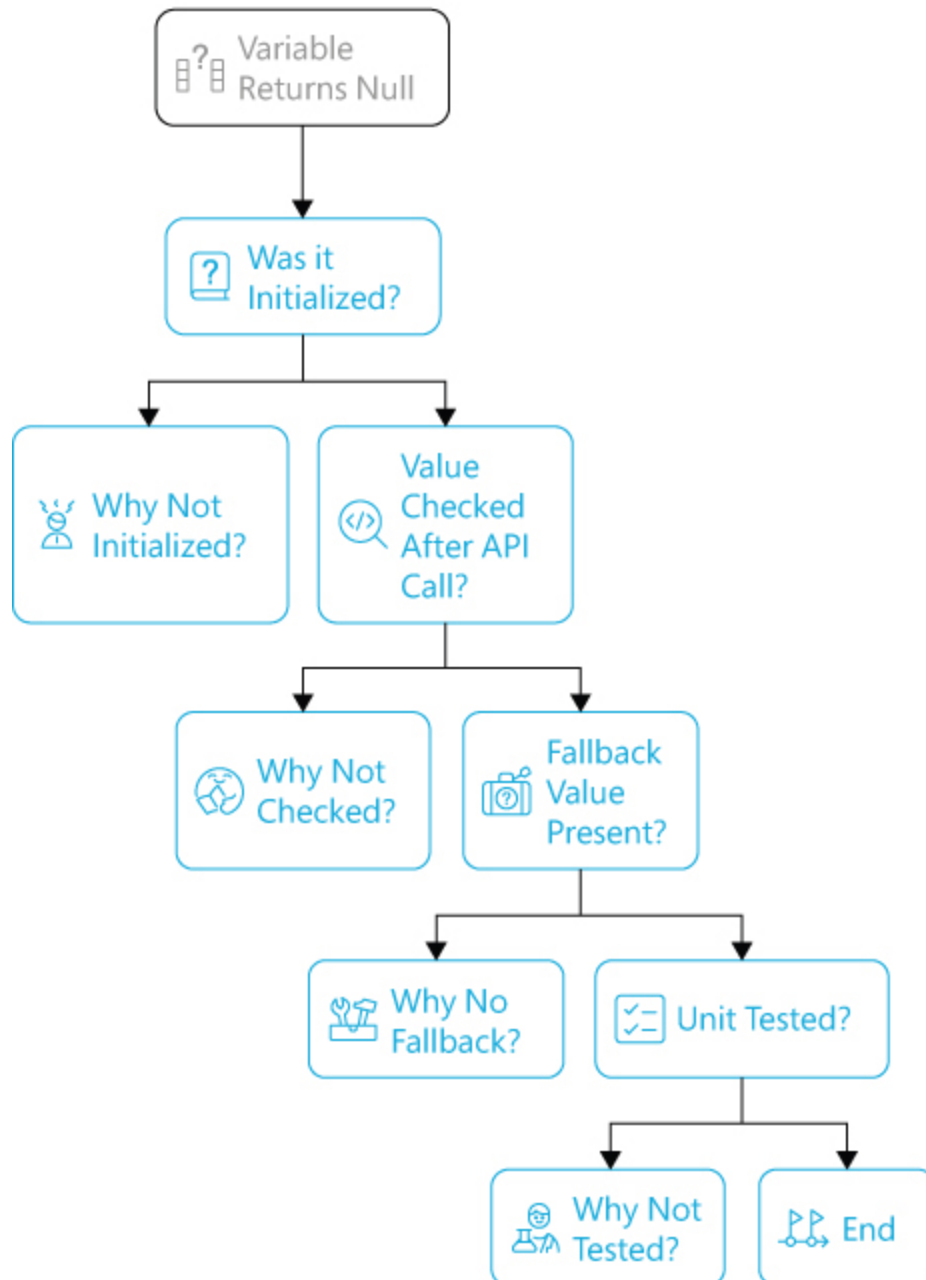 Variable
Returns Null
Was it
Initialized?
Why Not
Initialized?
Value
Checked
After API
Call?
Why Not
Checked?
Fallback
Value
Present?
Why No
Fallback?
Unit Tested?
Why Not
Tested?
End